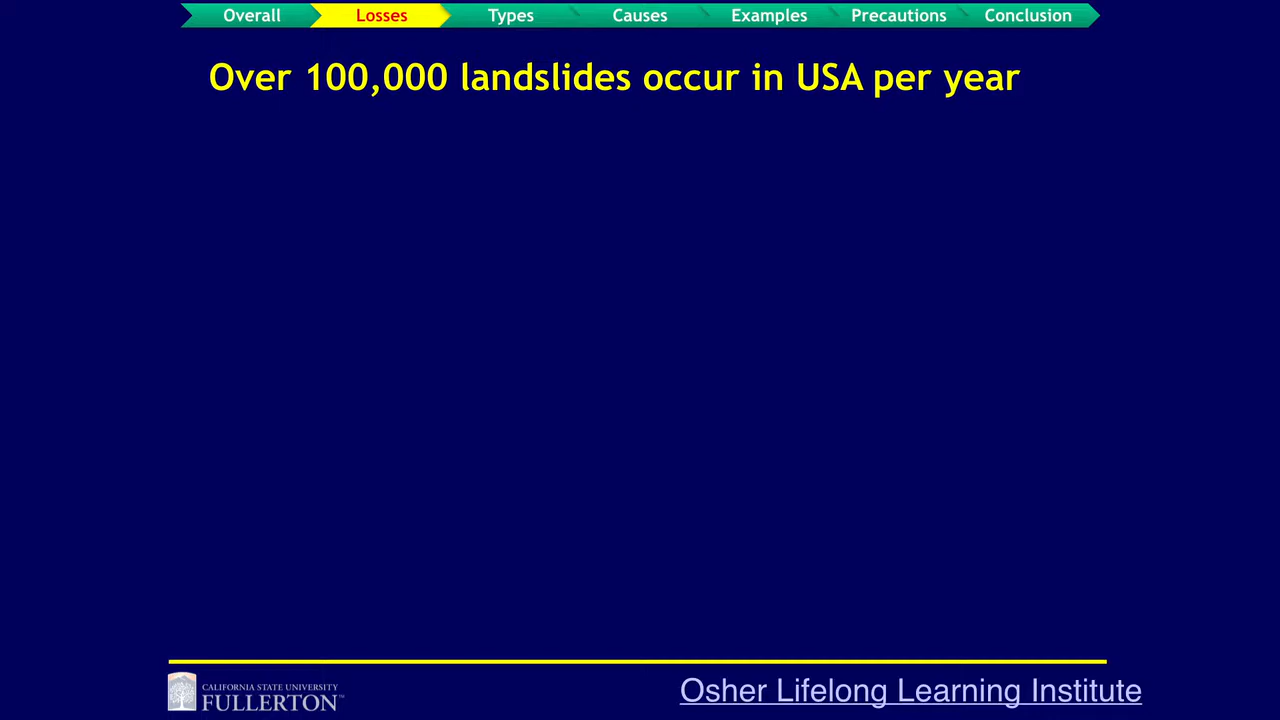 Overall Losses Types Causes Examples Precautions Conclusion
Over 100,000 landslides occur in USA per year
CALIFORNIA STATE UNIVERSITY
FULLERTON™
Osher Lifelong Learning Institute